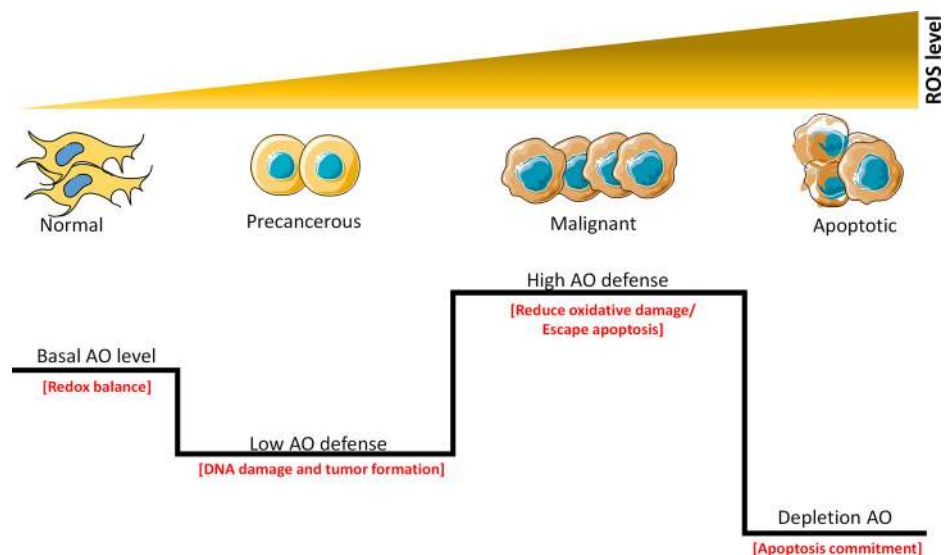 ROS level
Normal
Precancerous
Malignant
Apoptotic
High AO defense
[Reduce oxidative damage/
Escape apoptosis]
Basal AO level
[Redox balance]
Low AO defense
[DNA damage and tumor formation]
Depletion AO
[Apoptosis commitment]